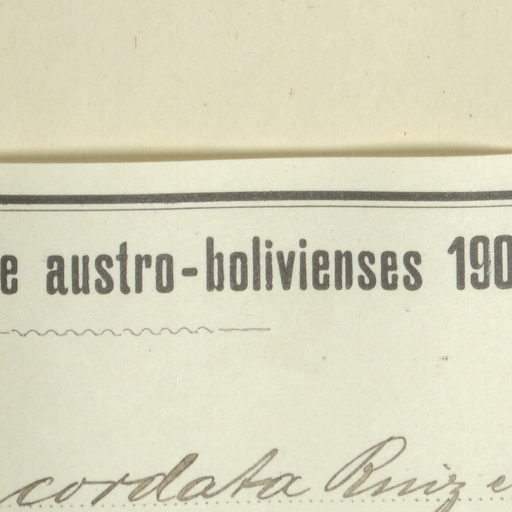 e austro-bolivienses 190
cordata Ruiz e